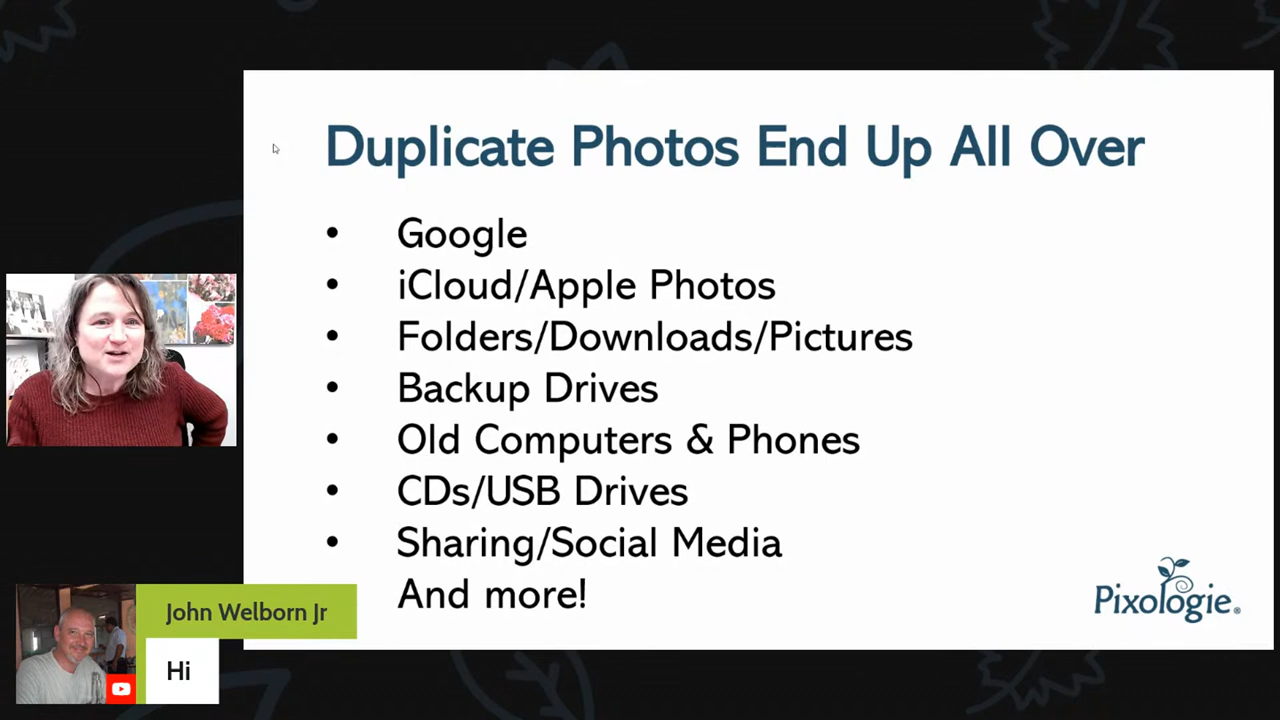 Duplicate Photos End Up All Over
• Google
• iCloud/Apple Photos
• Folders/Downloads/Pictures
• Backup Drives
• Old Computers & Phones
• CDs/USB Drives
• Sharing/Social Media
And more!
Pixologie®
John Welborn Jr
Hi